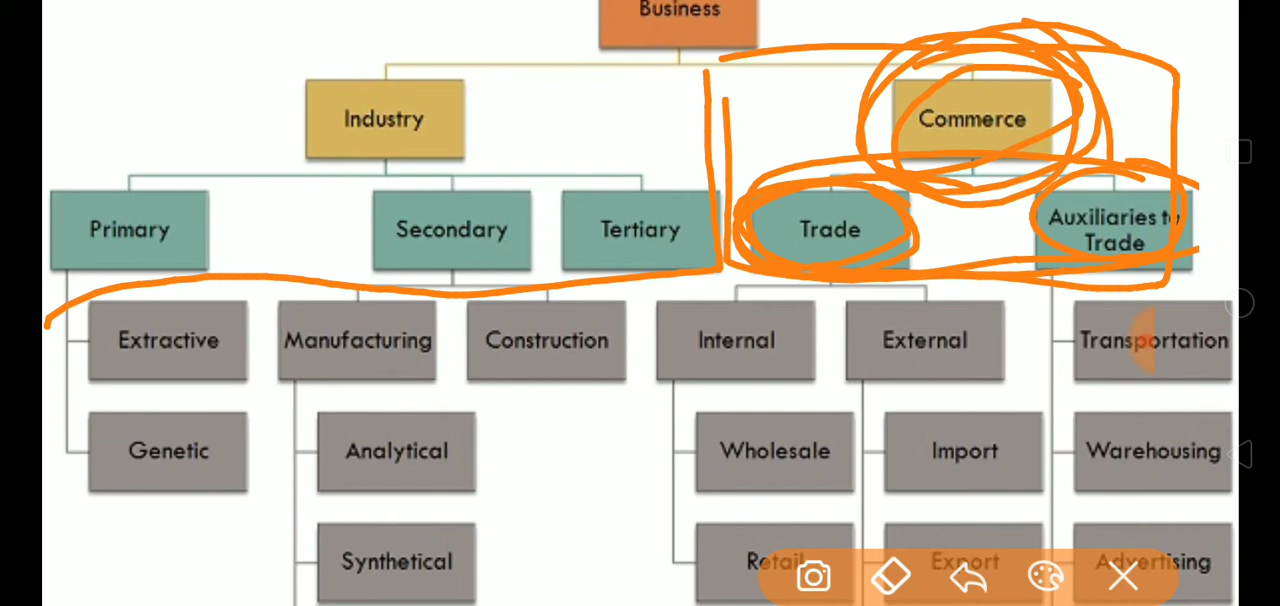 Business
Industry
Commerce
Primary
Secondary
Tertiary
Trade
Auxiliaries to
Trade
Extractive
Manufacturing
Construction
Internal
External
Transportation
Genetic
Analytical
Wholesale
Import
Warehousing
Synthetical
Retail
Export
Advertising